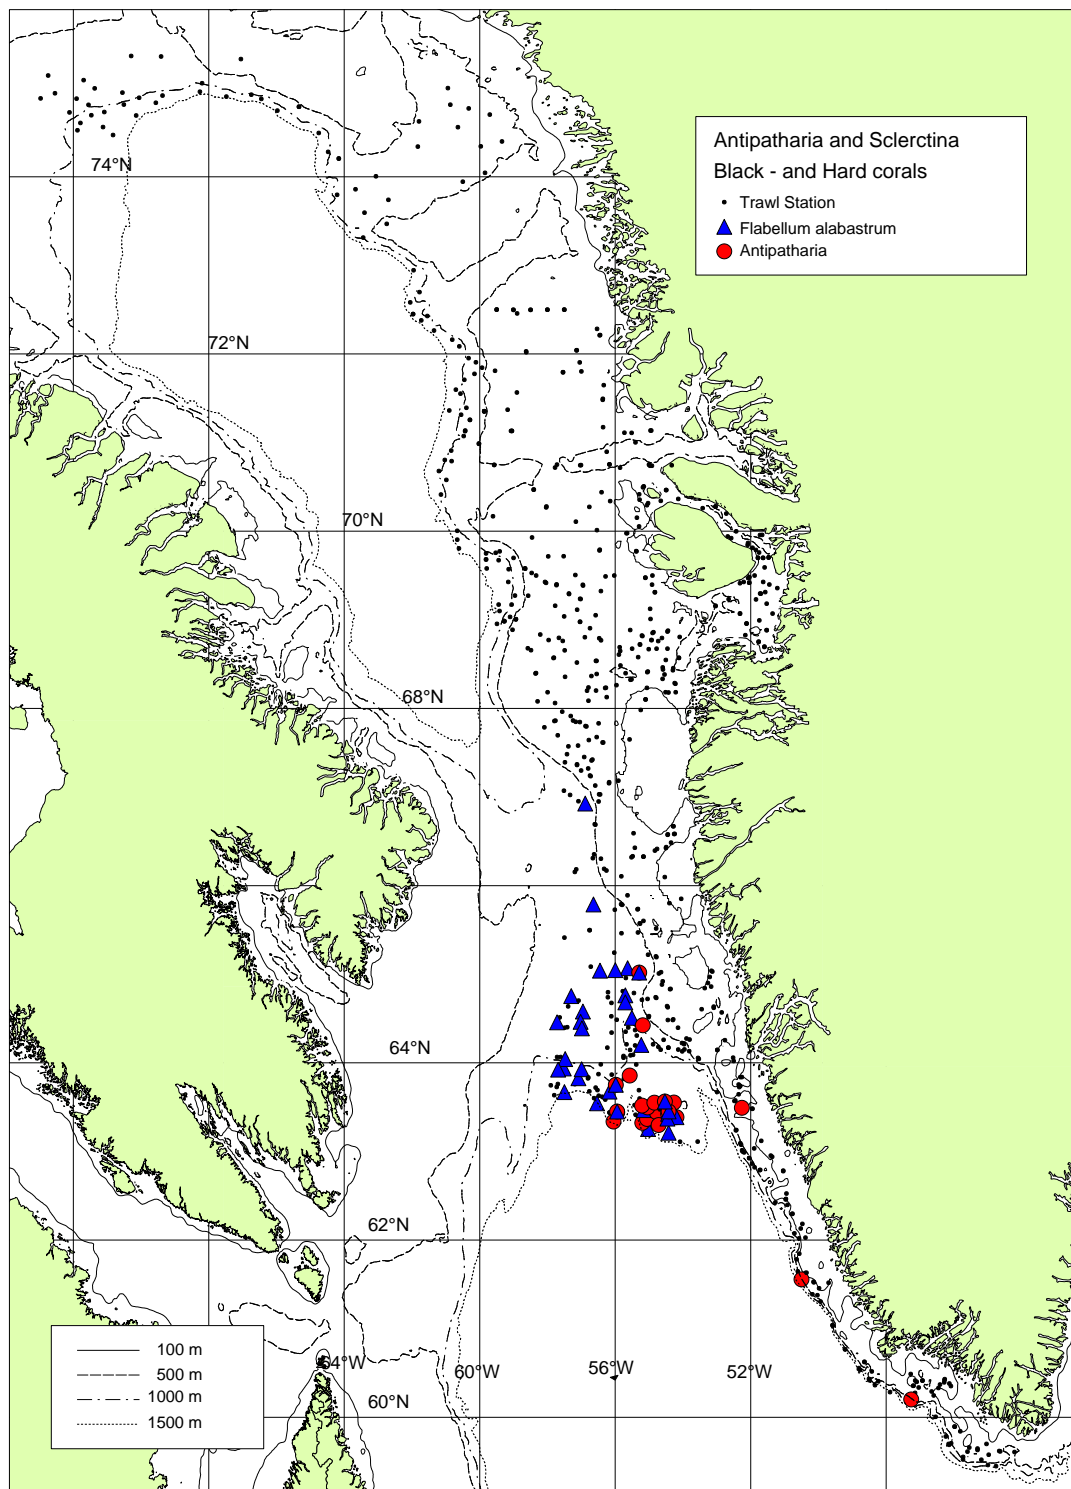 Antipatharia and Sclerctina
Black - and Hard corals
Trawl Station
Flabellum alabastrum
Antipatharia
74°N
72°N
70°N
68°N
64°N
62°N
60°N
64°W
60°W
56°W
52°W
100 m
500 m
1000 m
1500 m